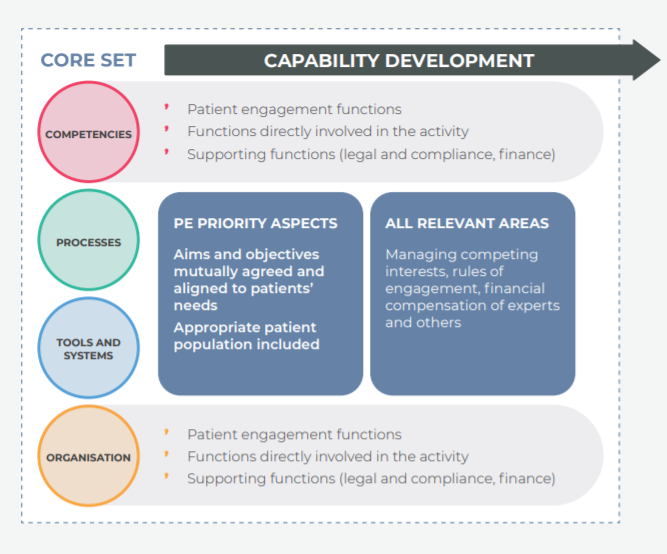 CORE SET
CAPABILITY DEVELOPMENT
COMPETENCIES
Patient engagement functions
Functions directly involved in the activity
Supporting functions (legal and compliance, finance)
PROCESSES
TOOLS AND
SYSTEMS
PE PRIORITY ASPECTS
Aims and objectives
mutually agreed and
aligned to patients’
needs
Appropriate patient
population included
ALL RELEVANT AREAS
Managing competing
interests, rules of
engagement, financial
compensation of experts
and others
ORGANISATION
Patient engagement functions
Functions directly involved in the activity
Supporting functions (legal and compliance, finance)